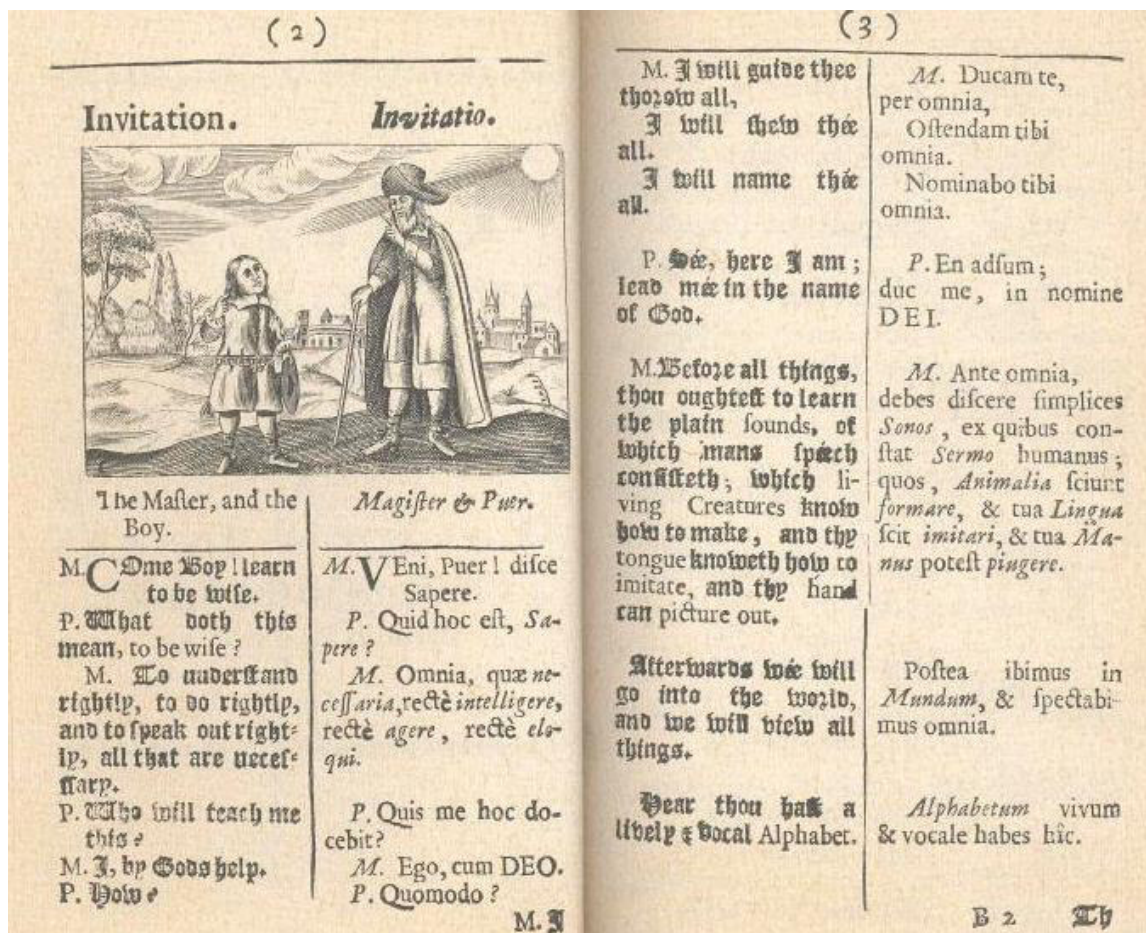 (2)
Invitation.
Invitatio.
The Maſter, and the
Boy.
M. COme Boy! learn
to be wiſe.
P. What doth this
mean, to be wiſe?
M. To underſtand
rightly, to do rightly,
and to ſpeak out right-
ly, all that are neceſ-
ſary.
P. Who will teach me
this?
M. I, by Gods help.
P. How?
Magiſter & Puer.
M. VEni, Puer! diſce
Sapere.
P. Quid hoc eſt, Sa-
pere?
M. Omnia, quæ ne-
ceſſaria, rectè intelligere,
rectè agere, rectè elo-
qui.
P. Quis me hoc do-
cebit?
M. Ego, cum DEO.
P. Quomodo?
M. I
(3)
M. I will guide thee
thorow all,
I will ſhew thée
all.
I will name thée
all.
P. Sée, here I am;
lead mée in the name
of God.
M. Before all things,
thou oughteſt to learn
the plain ſounds, of
which mans ſpéech
conſiſteth; which li-
ving Creatures know
how to make, and thy
tongue knoweth how to
imitate, and thy hand
can picture out.
Afterwards wée will
go into the world,
and we will view all
things.
Hear thou haſt a
lively & vocal Alphabet.
M. Ducam te,
per omnia,
Oſtendam tibi
omnia.
Nominabo tibi
omnia.
P. En adſum;
duc me, in nomine
DEI.
M. Ante omnia,
debes diſcere ſimplices
Sonos, ex quibus con-
ſtat Sermo humanus;
quos, Animalia ſciunt
formare, & tua Lingua
ſcit imitari, & tua Ma-
nus poteſt pingere.
Poſtea ibimus in
Mundum, & ſpectabi-
mus omnia.
Alphabetum vivum
& vocale habes hîc.
B 2 Th